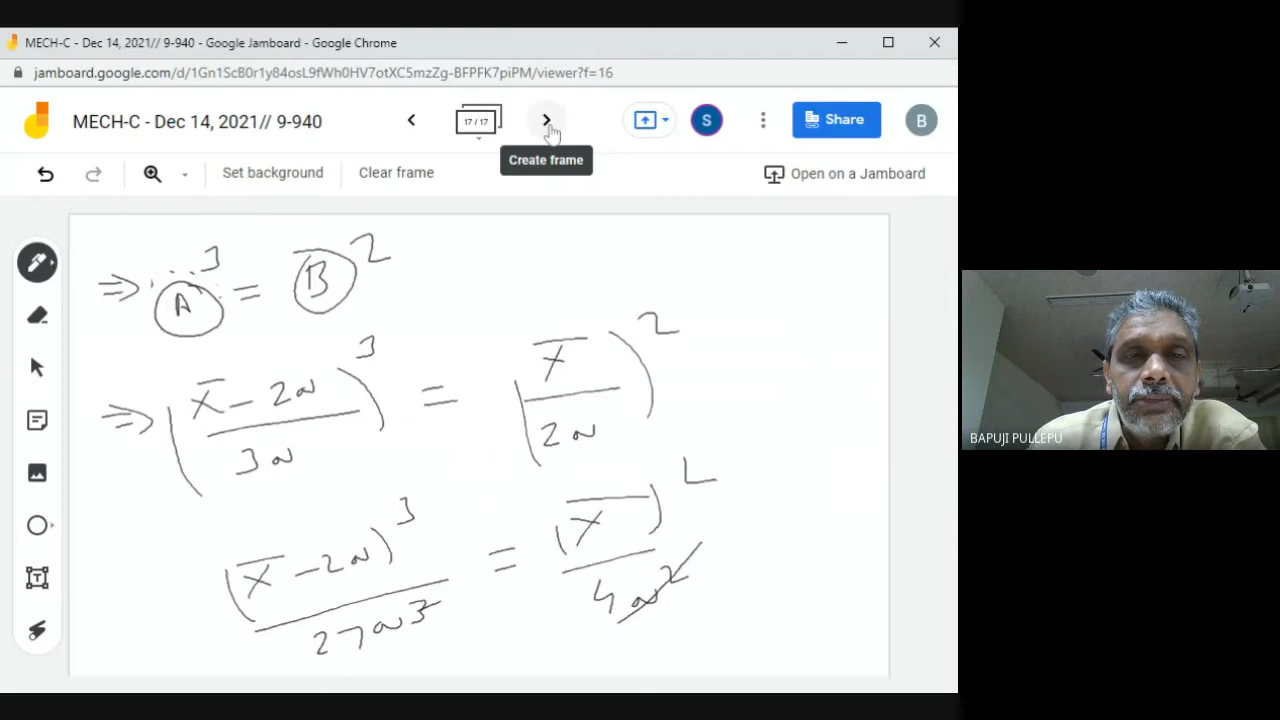 MECH-C - Dec 14, 2021// 9-940 - Google Jamboard - Google Chrome
jamboard.google.com/d/1Gn1ScB0r1y84osL9fWh0HV7otXC5mzZg-BFPFK7piPM/viewer?f=16
MECH-C - Dec 14, 2021// 9-940
17 / 17
S
Share
B
Create frame
Set background
Clear frame
Open on a Jamboard
⇒ A³ = B̅²
⇒ ((X̅ - 2a)/3a)³ = (X̅/2a)²
(X̅ - 2a)³/27a³ = (X̅)²/4a²
BAPUJI PULLEPU